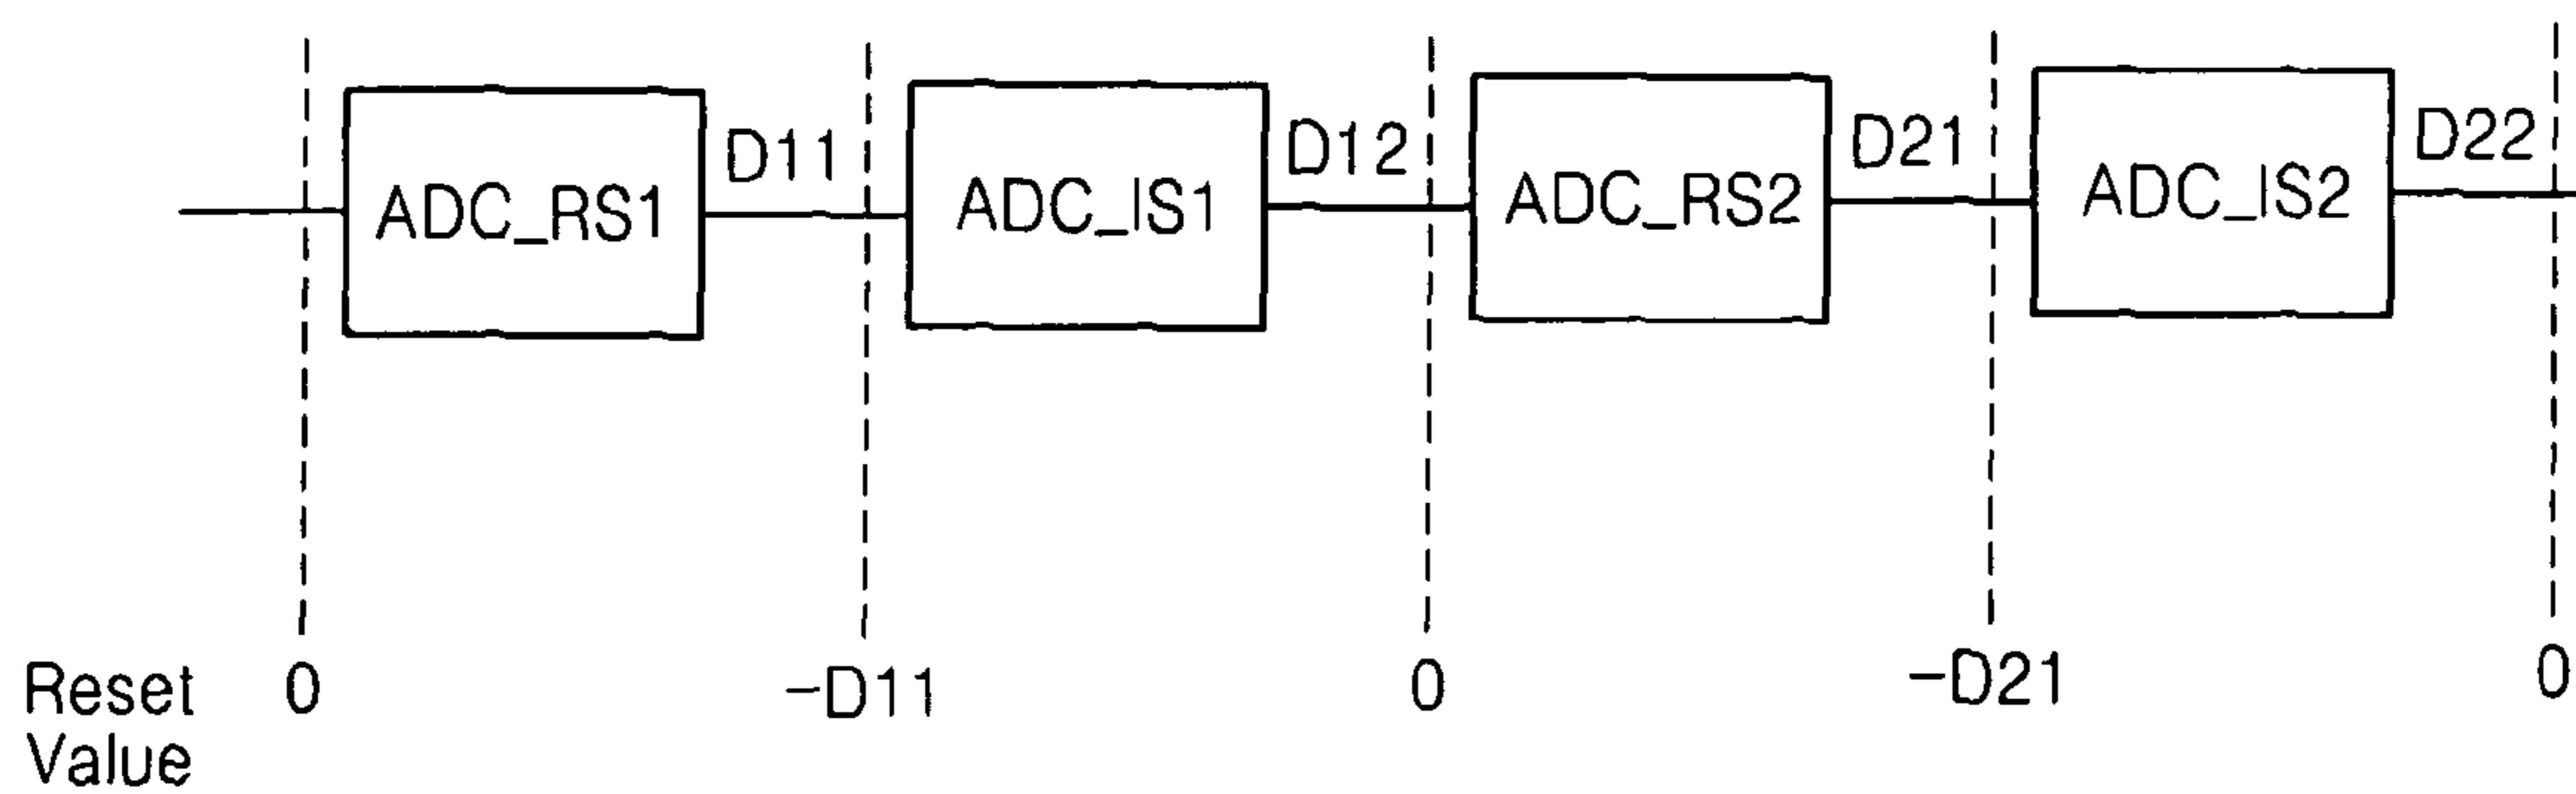 D11
D12
D21
D22
ADC_RS1
ADC_IS1
ADC_RS2
ADC_IS2
Reset
Value
0
-D11
0
-D21
0